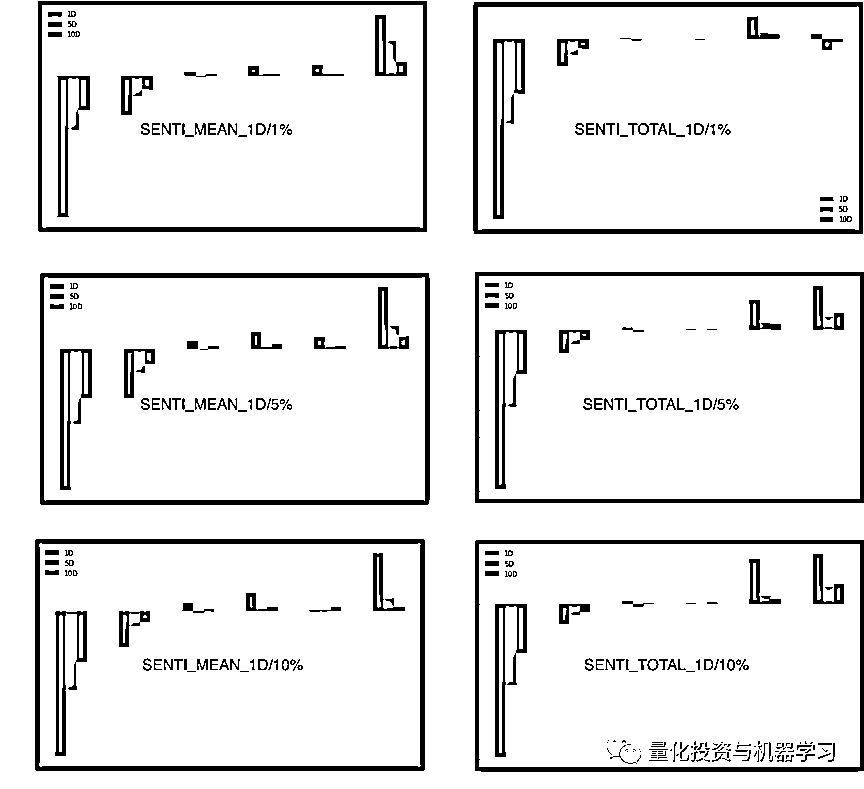 1D
5D
10D
SENTI_MEAN_1D/1%
SENTI_TOTAL_1D/1%
1D
5D
10D
1D
5D
10D
SENTI_MEAN_1D/5%
1D
5D
10D
SENTI_TOTAL_1D/5%
1D
5D
10D
SENTI_MEAN_1D/10%
1D
5D
10D
SENTI_TOTAL_1D/10%
量化投资与机器学习